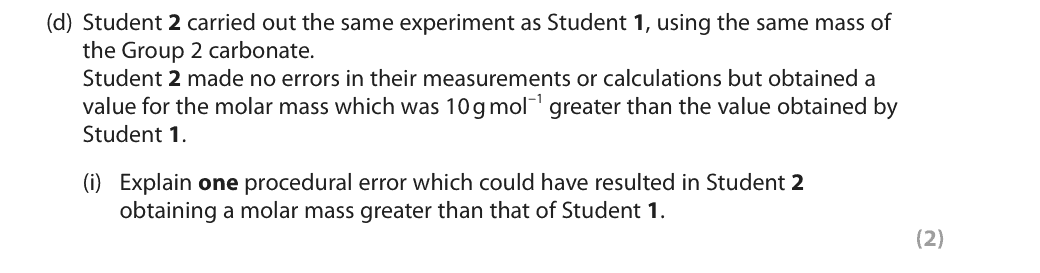 (d) Student 2 carried out the same experiment as Student 1, using the same mass of
the Group 2 carbonate.
Student 2 made no errors in their measurements or calculations but obtained a
value for the molar mass which was 10 g mol⁻¹ greater than the value obtained by
Student 1.
(i) Explain one procedural error which could have resulted in Student 2
obtaining a molar mass greater than that of Student 1.
(2)